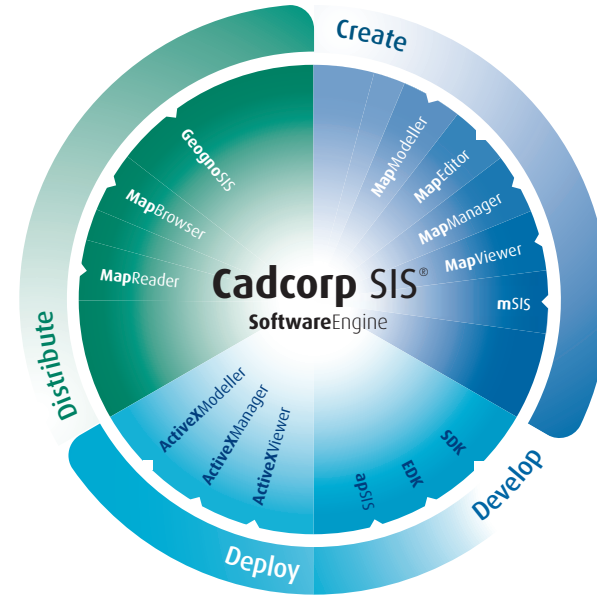 Create
MapModeller
MapEditor
MapManager
MapViewer
mSIS
Develop
SDK
EDK
apSIS
Deploy
ActiveXViewer
ActiveXManager
ActiveXModeller
Distribute
MapReader
MapBrowser
GeognoSIS
Cadcorp SIS®
SoftwareEngine